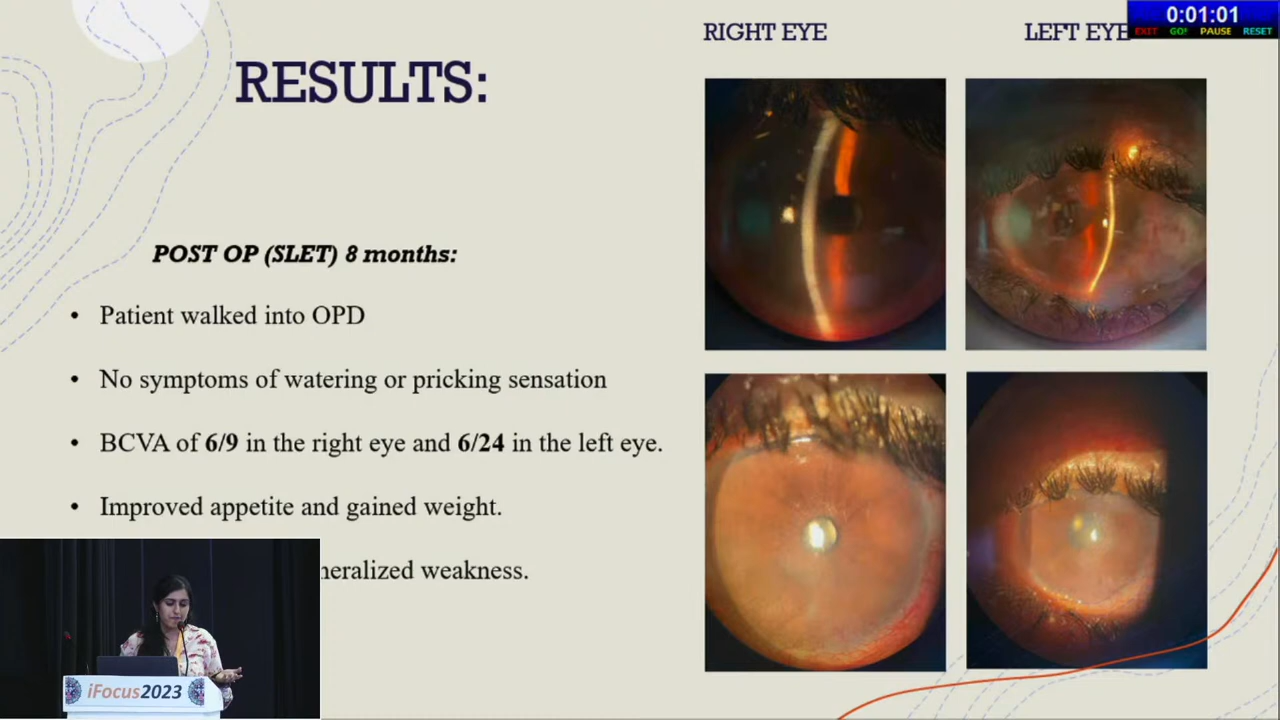 RIGHT EYE
LEFT EYE
0:01:01
EXIT GO! PAUSE RESET
RESULTS:
POST OP (SLET) 8 months:
• Patient walked into OPD
• No symptoms of watering or pricking sensation
• BCVA of 6/9 in the right eye and 6/24 in the left eye.
• Improved appetite and gained weight.
weakness.
iFocus2023